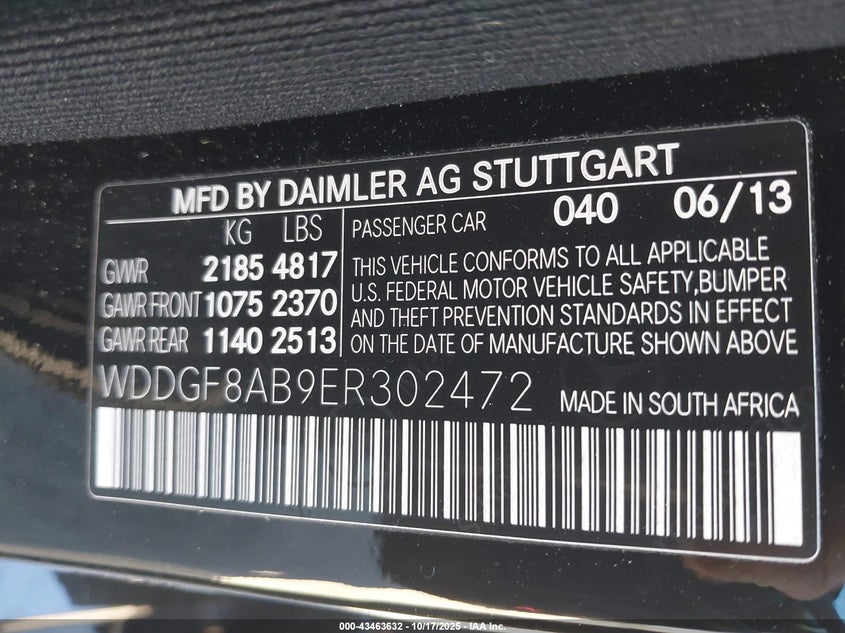 MFD BY DAIMLER AG STUTTGART
KG LBS
GVWR 2185 4817
GAWR FRONT 1075 2370
GAWR REAR 1140 2513
PASSENGER CAR 040 06/13
THIS VEHICLE CONFORMS TO ALL APPLICABLE
U.S. FEDERAL MOTOR VEHICLE SAFETY,BUMPER
AND THEFT PREVENTION STANDARDS IN EFFECT
ON THE DATE OF MANUFACTURE SHOWN ABOVE
WDDGF8AB9ER302472 MADE IN SOUTH AFRICA
000-43463632 - 10/17/2025 - IAA Inc.